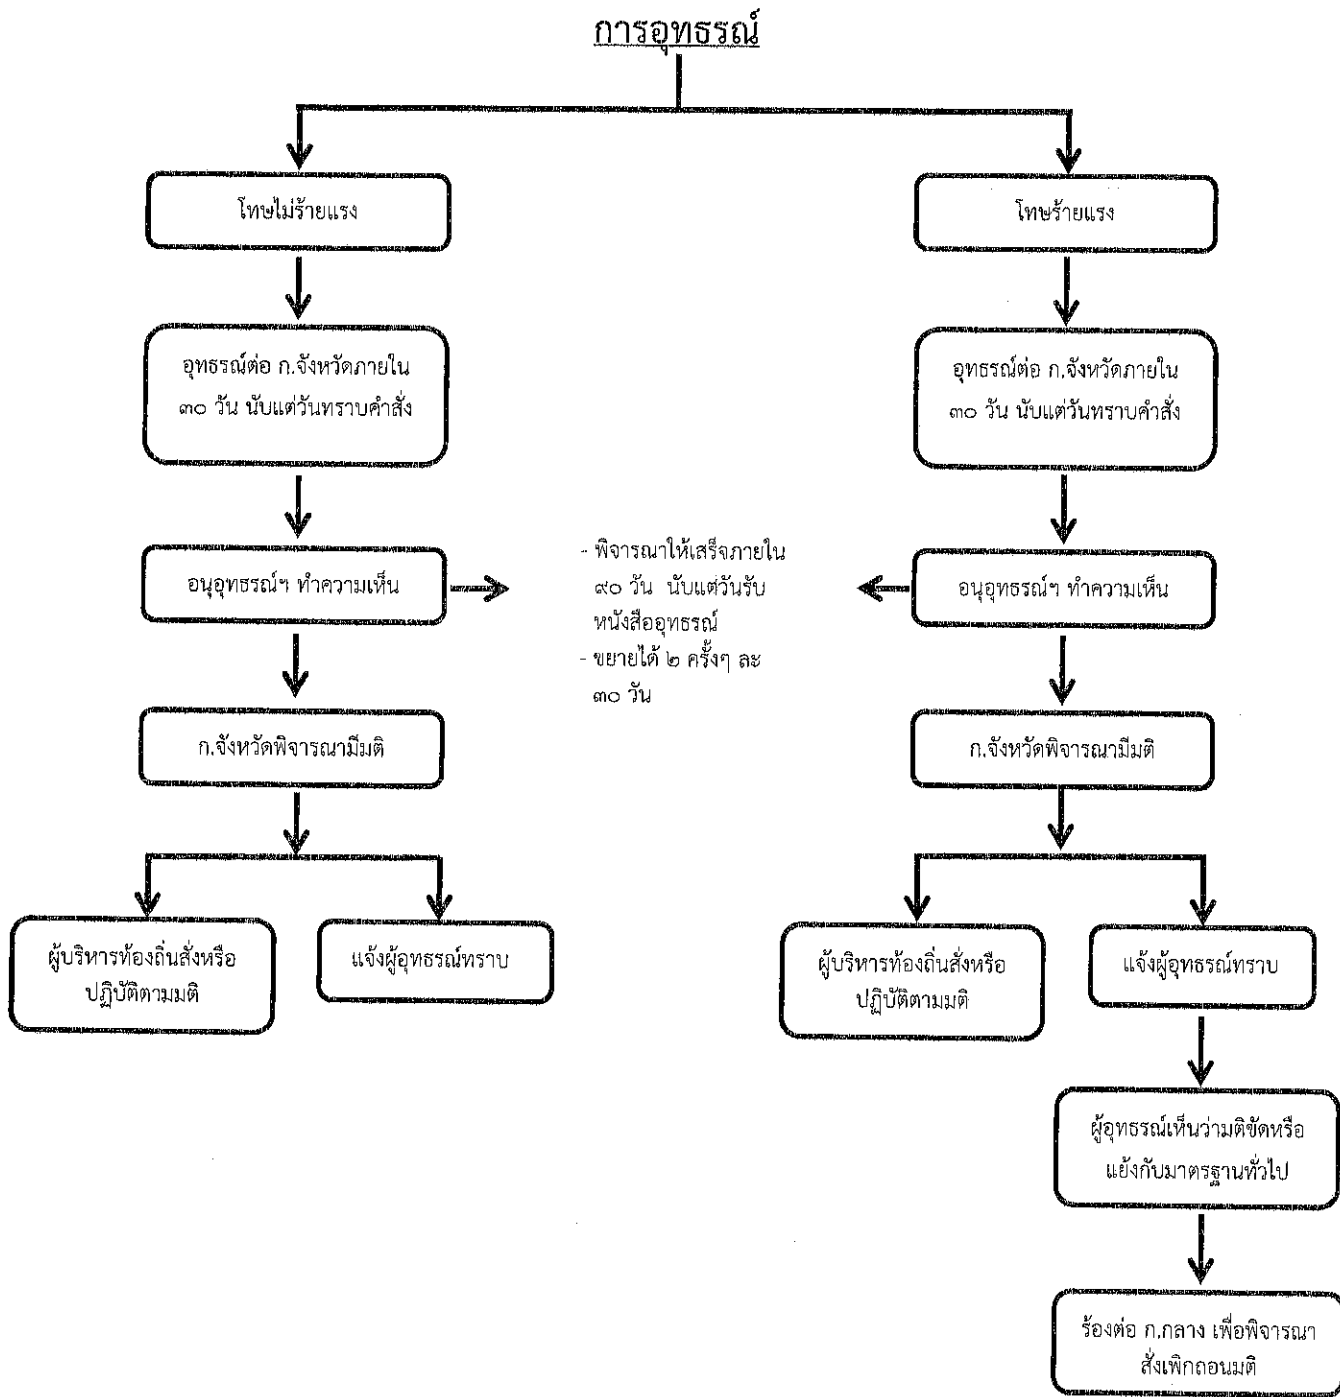 การอุทธรณ์
โทษไม่ร้ายแรง
อุทธรณ์ต่อ ก.จังหวัดภายใน
๓๐ วัน นับแต่วันทราบคำสั่ง
อนุอุทธรณ์ฯ ทำความเห็น
- พิจารณาให้เสร็จภายใน
๙๐ วัน นับแต่วันรับ
หนังสืออุทธรณ์
- ขยายได้ ๒ ครั้งๆ ละ
๓๐ วัน
ก.จังหวัดพิจารณามีมติ
ผู้บริหารท้องถิ่นสั่งหรือ
ปฏิบัติตามมติ
แจ้งผู้อุทธรณ์ทราบ
โทษร้ายแรง
อุทธรณ์ต่อ ก.จังหวัดภายใน
๓๐ วัน นับแต่วันทราบคำสั่ง
อนุอุทธรณ์ฯ ทำความเห็น
ก.จังหวัดพิจารณามีมติ
ผู้บริหารท้องถิ่นสั่งหรือ
ปฏิบัติตามมติ
แจ้งผู้อุทธรณ์ทราบ
ผู้อุทธรณ์เห็นว่ามติขัดหรือ
แย้งกับมาตรฐานทั่วไป
ร้องต่อ ก.กลาง เพื่อพิจารณา
สั่งเพิกถอนมติ